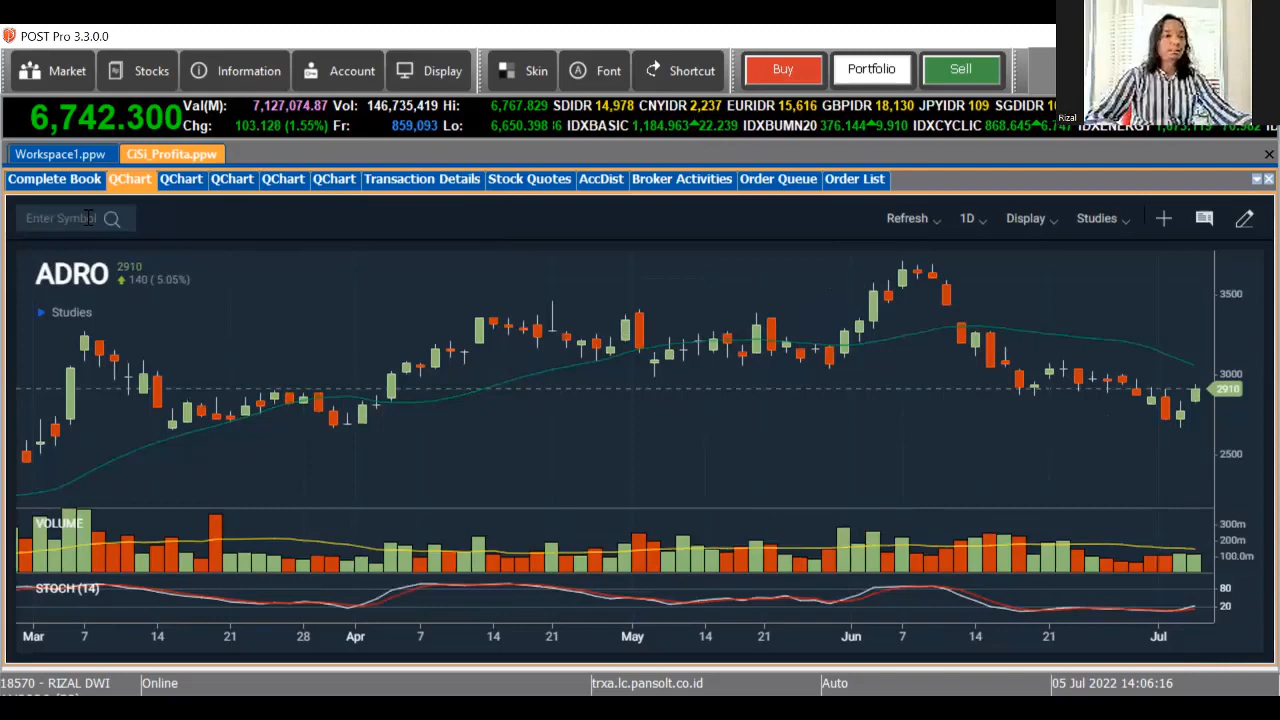 POST Pro 3.3.0.0
Market Stocks Information Account Display Skin Font Shortcut Buy Portfolio Sell
6,742.300 Val(M): 7,127,074.87 Vol: 146,735,419 Hi: 6,767.829 SDIDR 14,978 CNYIDR 2,237 EURIDR 15,616 GBPIDR 18,130 JPYIDR 109 SGDIDR
Chg: 103.128 (1.55%) Fr: 859,093 Lo: 6,650.398 IDXBASIC 1,184.963 22.239 IDXBUMN20 376.144 9.910 IDXCYCLIC 868.645
Rizal
Workspace1.ppw CiSi_Profita.ppw
Complete Book QChart QChart QChart QChart QChart Transaction Details Stock Quotes AccDist Broker Activities Order Queue Order List
Enter Symbol Refresh 1D Display Studies
ADRO 2910
140 ( 5.05%)
Studies
3500
3000
2910
2500
VOLUME
300m
200m
100.0m
STOCH (14)
80
20
Mar 7 14 21 28 Apr 7 14 21 May 14 21 Jun 7 14 21 Jul
18570 - RIZAL DWI Online trxa.lc.pansolt.co.id Auto 05 Jul 2022 14:06:16